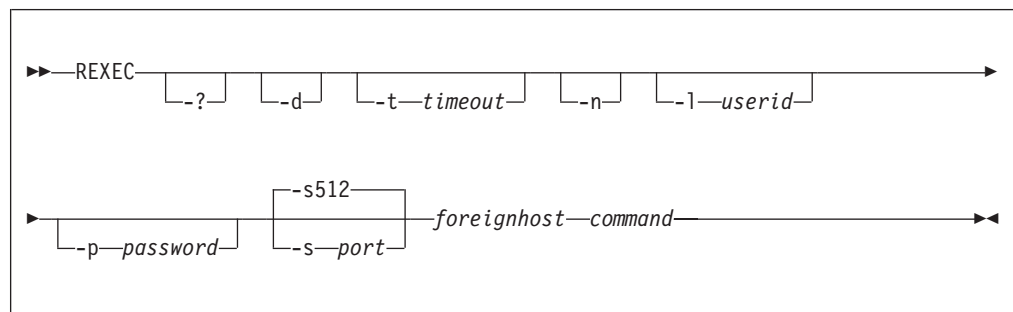 REXEC
-? -d -t timeout -n -l userid
-s512
foreignhost command
-p password -s port